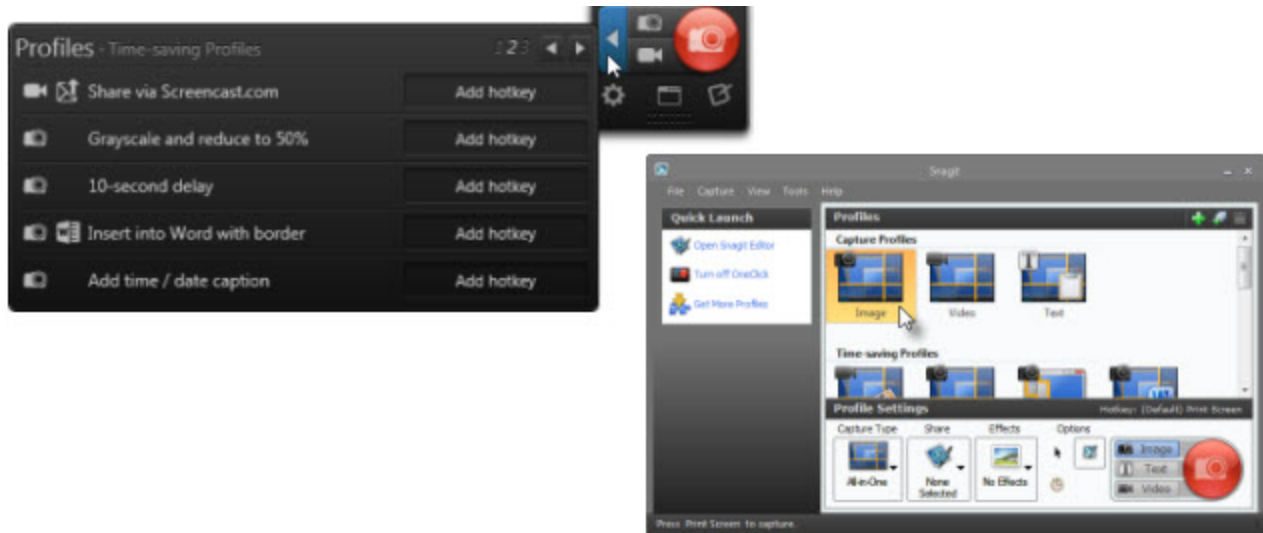 Profiles - Time-saving Profiles 1 2 3
Share via Screencast.com Add hotkey
Grayscale and reduce to 50% Add hotkey
10-second delay Add hotkey
Insert into Word with border Add hotkey
Add time / date caption Add hotkey
Snagit
File Capture View Tools Help
Quick Launch
Open Snagit Editor
Turn off OneClick
Get More Profiles
Profiles
Capture Profiles
Image Video Text
Time-saving Profiles
Profile Settings Hotkey: (Default) Print Screen
Capture Type Share Effects Options
All-in-One None Selected No Effects
Image
Text
Video
Press Print Screen to capture.